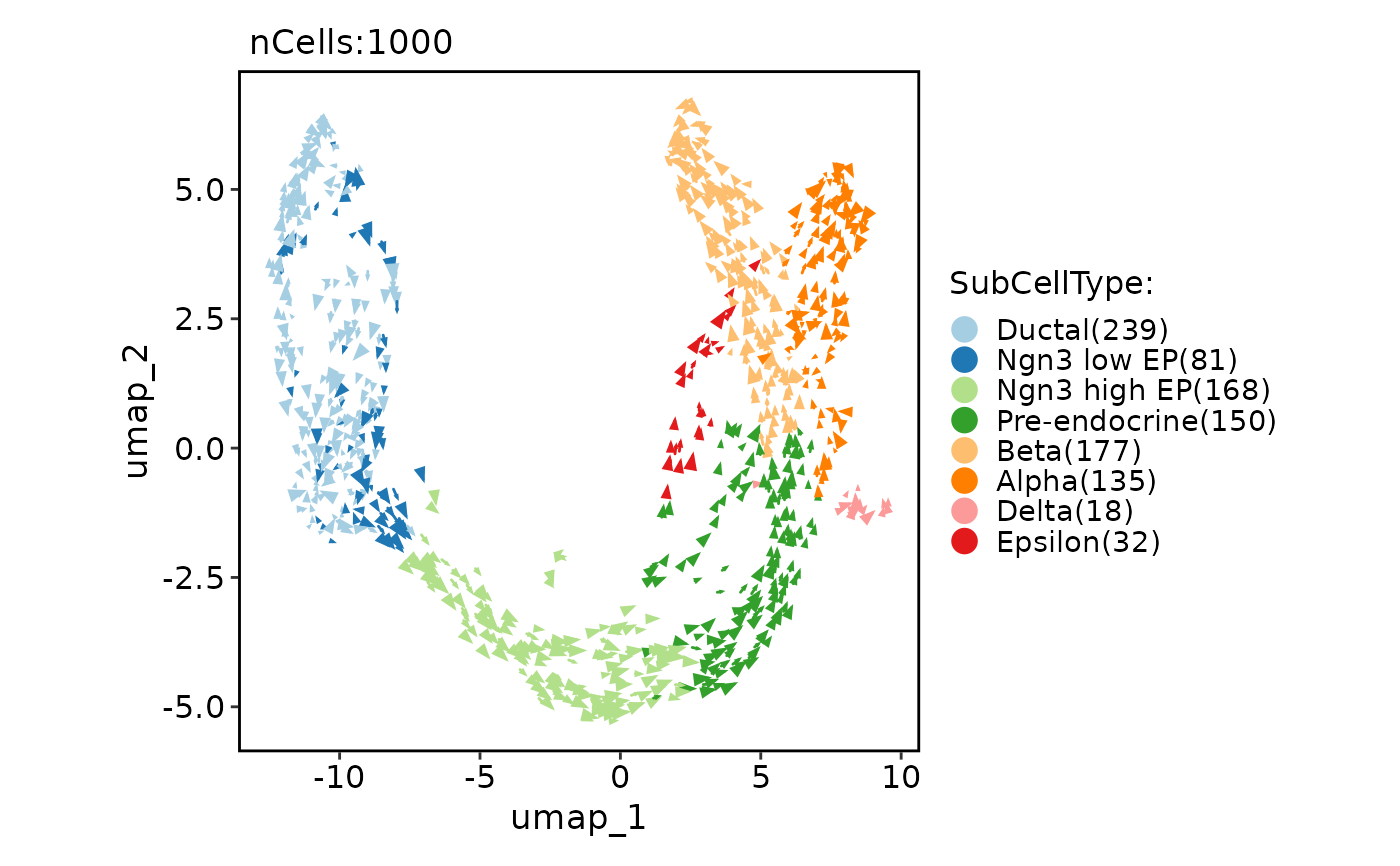 nCells:1000
umap_2
5.0
2.5
0.0
-2.5
-5.0
-10
-5
0
5
10
umap_1
SubCellType:
Ductal(239)
Ngn3 low EP(81)
Ngn3 high EP(168)
Pre-endocrine(150)
Beta(177)
Alpha(135)
Delta(18)
Epsilon(32)